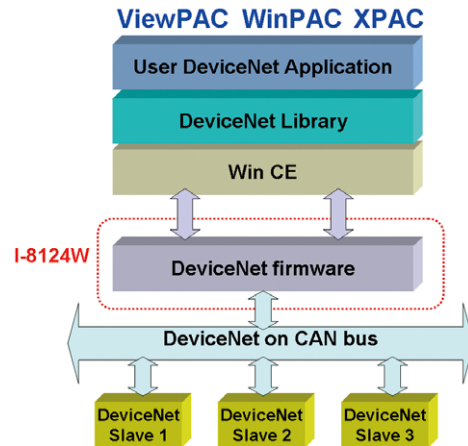 ViewPAC WinPAC XPAC
User DeviceNet Application
DeviceNet Library
Win CE
I-8124W
DeviceNet firmware
DeviceNet on CAN bus
DeviceNet
Slave 1
DeviceNet
Slave 2
DeviceNet
Slave 3